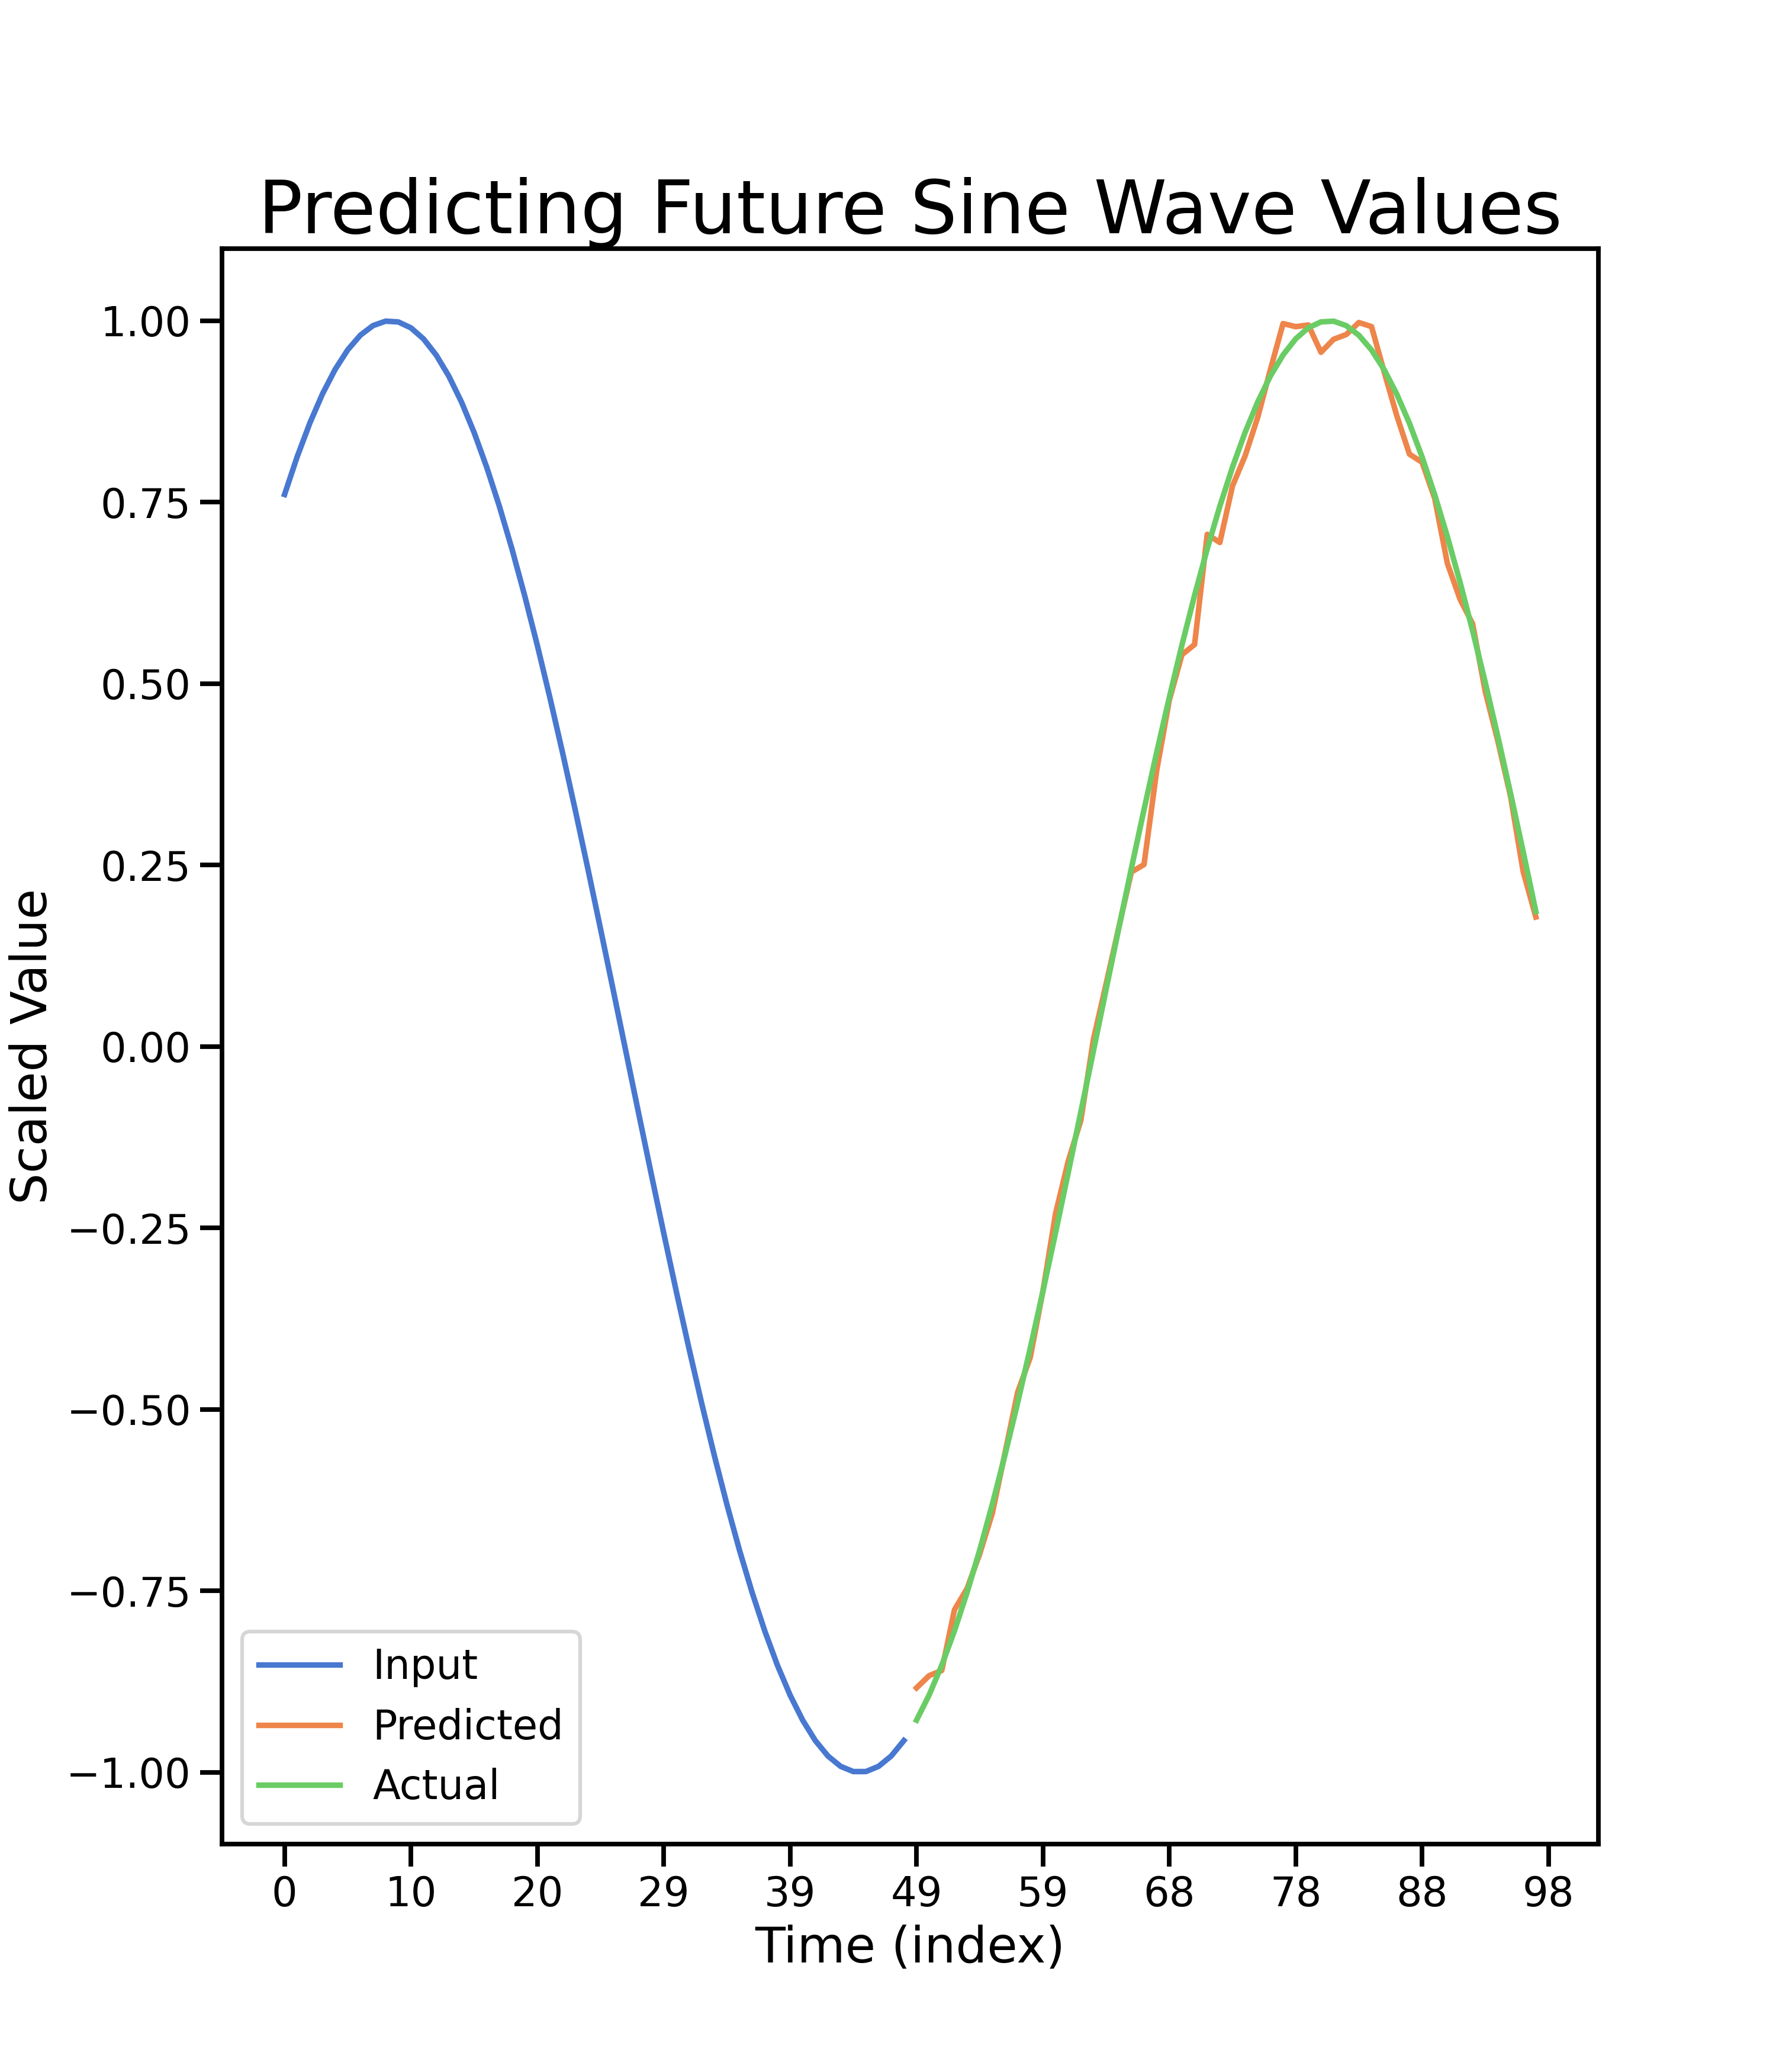 Predicting Future Sine Wave Values
1.00
0.75
0.50
0.25
0.00
−0.25
−0.50
−0.75
−1.00
Scaled Value
Input
Predicted
Actual
0 10 20 29 39 49 59 68 78 88 98
Time (index)